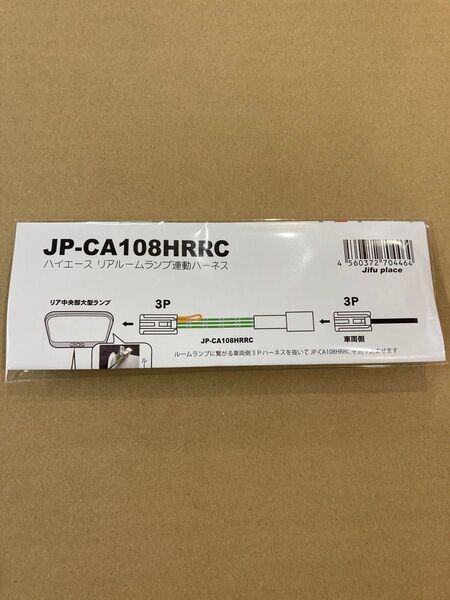 JP-CA108HRRC
ハイエース リアルームランプ連動ハーネス
4 560372 704464
Jifu place
リア中央部大型ランプ
3P
3P
JP-CA108HRRC
車両側
ルームランプに繋がる車両側3Pハーネスを抜いて JP-CA108HRRC を割り込ませます